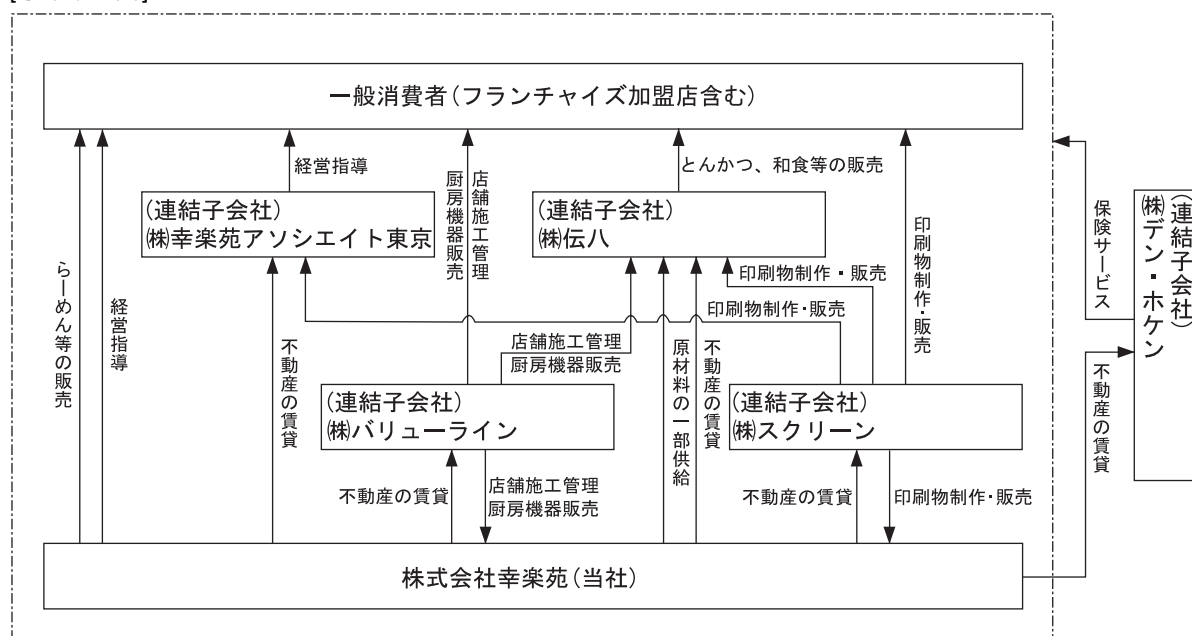 一般消費者(フランチャイズ加盟店含む)
経営指導
厨房機器販売
店舗施工管理
とんかつ、和食等の販売
(連結子会社)
㈱幸楽苑アソシエイト東京
(連結子会社)
㈱伝八
印刷物制作・販売
保険サービス
(連結子会社)
㈱デン・ホケン
らーめん等の販売
経営指導
印刷物制作・販売
印刷物制作・販売
不動産の賃貸
店舗施工管理
厨房機器販売
原材料の一部供給
不動産の賃貸
不動産の賃貸
(連結子会社)
㈱バリューライン
(連結子会社)
㈱スクリーン
不動産の賃貸
店舗施工管理
厨房機器販売
不動産の賃貸
印刷物制作・販売
株式会社幸楽苑(当社)